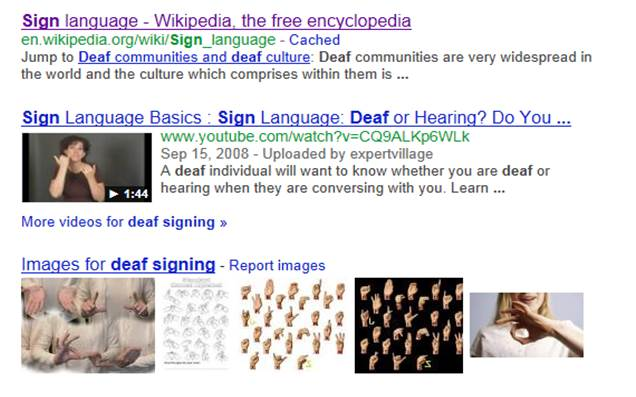 Sign language - Wikipedia, the free encyclopedia
en.wikipedia.org/wiki/Sign_language - Cached
Jump to Deaf communities and deaf culture: Deaf communities are very widespread in
the world and the culture which comprises within them is ...
Sign Language Basics : Sign Language: Deaf or Hearing? Do You ...
www.youtube.com/watch?v=CQ9ALKp6WLk
Sep 15, 2008 - Uploaded by expertvillage
A deaf individual will want to know whether you are deaf or
hearing when they are conversing with you. Learn ...
1:44
More videos for deaf signing »
Images for deaf signing - Report images